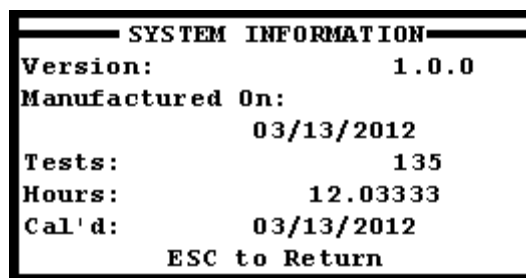 SYSTEM INFORMATION
Version: 1.0.0
Manufactured On:
03/13/2012
Tests: 135
Hours: 12.03333
Cal'd: 03/13/2012
ESC to Return